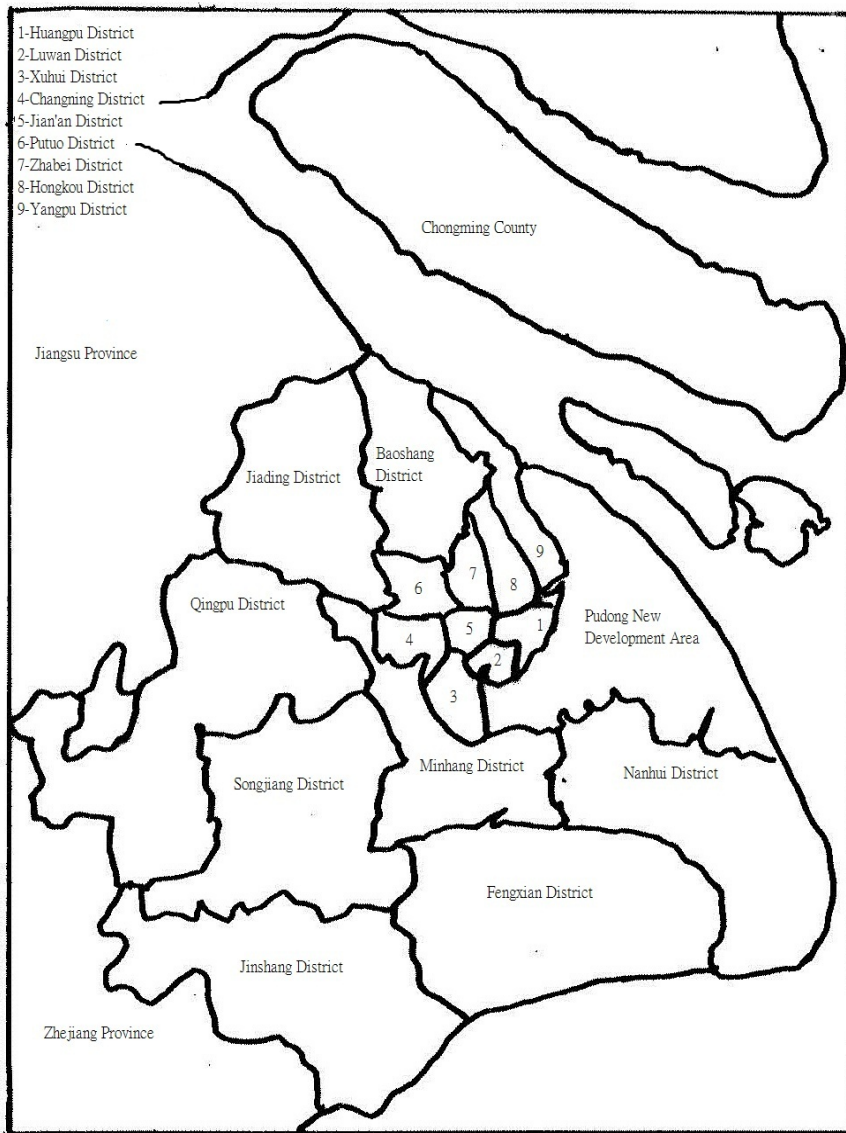 1-Huangpu District
2-Luwan District
3-Xuhui District
4-Changning District
5-Jian'an District
6-Putuo District
7-Zhabei District
8-Hongkou District
9-Yangpu District
Chongming County
Jiangsu Province
Baoshang
District
Jiading District
9
7
6
8
Qingpu District
1
5
4
Pudong New
Development Area
2
3
Minhang District
Nanhui District
Songjiang District
Fengxian District
Jinshang District
Zhejiang Province